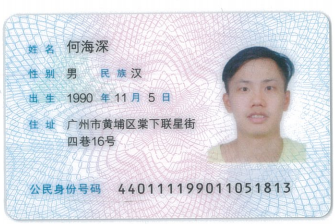 姓名 何海深
性别 男 民族 汉
出生 1990 年 11 月 5 日
住址 广州市黄埔区棠下联星街
四巷16号
公民身份号码 440111199011051813